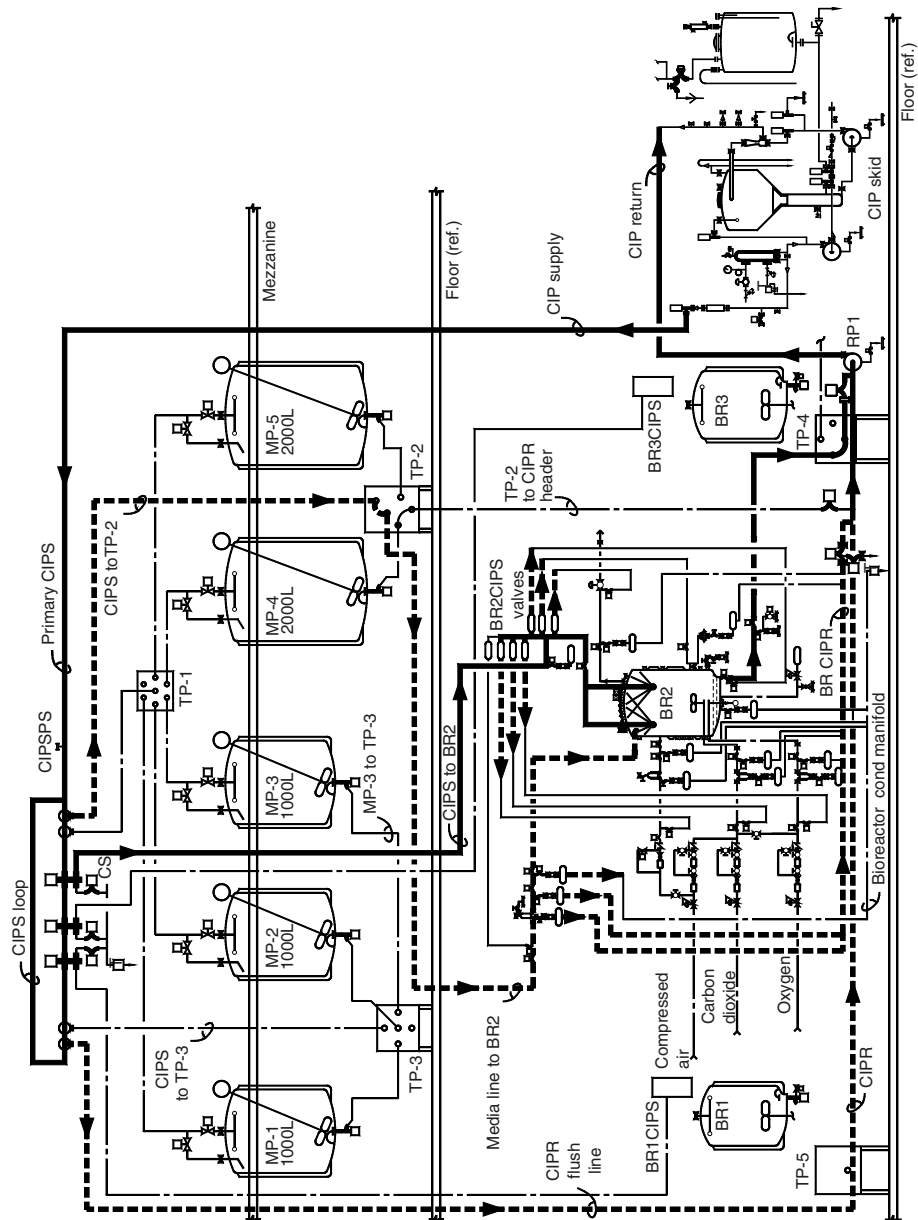 CIPS loop
CIPSPS
Primary CIPS
CIPS to TP-2
CS
TP-1
CIPS
to TP-3
MP-1
1000L
MP-2
1000L
MP-3
1000L
MP-4
2000L
MP-5
2000L
Mezzanine
MP-3 to TP-3
CIPS to BR2
TP-3
TP-2
Floor (ref.)
CIP supply
Media line to BR2
BR2CIPS
valves
TP-2
to CIPR
header
CIP return
CIPR
flush
line
BR1CIPS
Compressed
air
Carbon
dioxide
Oxygen
BR2
BR3CIPS
BR1
BR3
TP-5
CIPR
Bioreactor cond manifold
BR CIPR
TP-4
RP1
CIP skid
Floor (ref.)